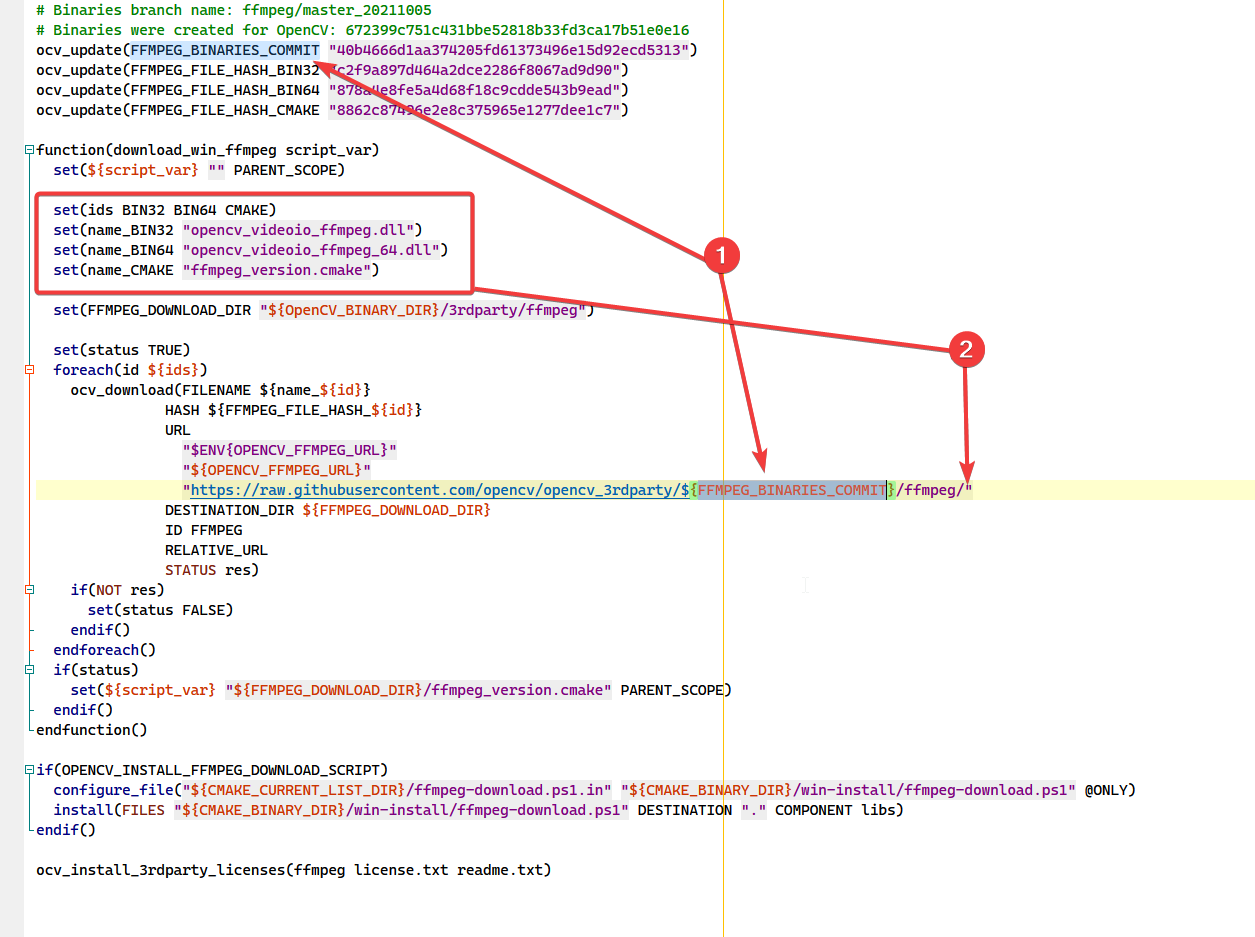 # Binaries branch name: ffmpeg/master_20211005
# Binaries were created for OpenCV: 672399c751c431bbe52818b33fd3ca17b51e0e16
ocv_update(FFMPEG_BINARIES_COMMIT "40b4666d1aa374205fd61373496e15d92ecd5313")
ocv_update(FFMPEG_FILE_HASH_BIN32 c2f9a897d464a2dce2286f8067ad9d90")
ocv_update(FFMPEG_FILE_HASH_BIN64 "878a4e8fe5a4d68f18c9cdde543b9ead")
ocv_update(FFMPEG_FILE_HASH_CMAKE "8862c87496e2e8c375965e1277dee1c7")
function(download_win_ffmpeg script_var)
set(${script_var} "" PARENT_SCOPE)
set(ids BIN32 BIN64 CMAKE)
set(name_BIN32 "opencv_videoio_ffmpeg.dll")
set(name_BIN64 "opencv_videoio_ffmpeg_64.dll")
set(name_CMAKE "ffmpeg_version.cmake")
1
set(FFMPEG_DOWNLOAD_DIR "${OpenCV_BINARY_DIR}/3rdparty/ffmpeg")
set(status TRUE)
2
foreach(id ${ids})
ocv_download(FILENAME ${name_${id}}
HASH ${FFMPEG_FILE_HASH_${id}}
URL
"$ENV{OPENCV_FFMPEG_URL}"
"${OPENCV_FFMPEG_URL}"
"https://raw.githubusercontent.com/opencv/opencv_3rdparty/${FFMPEG_BINARIES_COMMIT}/ffmpeg/"
DESTINATION_DIR ${FFMPEG_DOWNLOAD_DIR}
ID FFMPEG
RELATIVE_URL
STATUS res)
if(NOT res)
set(status FALSE)
endif()
endforeach()
if(status)
set(${script_var} "${FFMPEG_DOWNLOAD_DIR}/ffmpeg_version.cmake" PARENT_SCOPE)
endif()
endfunction()
if(OPENCV_INSTALL_FFMPEG_DOWNLOAD_SCRIPT)
configure_file("${CMAKE_CURRENT_LIST_DIR}/ffmpeg-download.ps1.in" "${CMAKE_BINARY_DIR}/win-install/ffmpeg-download.ps1" @ONLY)
install(FILES "${CMAKE_BINARY_DIR}/win-install/ffmpeg-download.ps1" DESTINATION "." COMPONENT libs)
endif()
ocv_install_3rdparty_licenses(ffmpeg license.txt readme.txt)